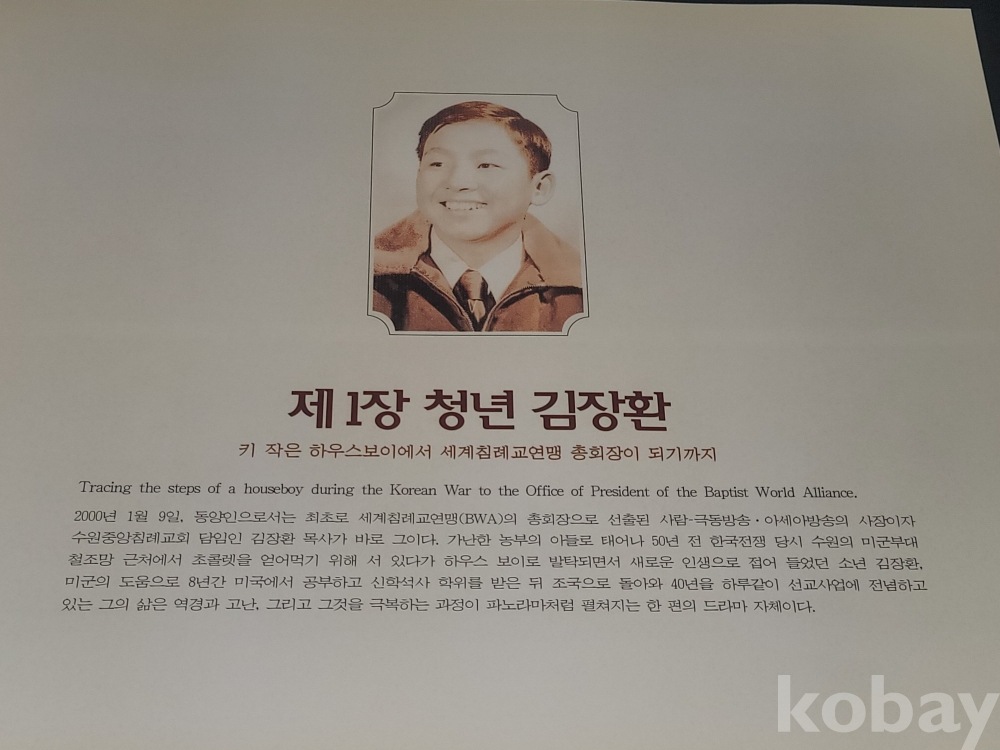 제1장 청년 김장환
키 작은 하우스보이에서 세계침례교연맹 총회장이 되기까지
Tracing the steps of a houseboy during the Korean War to the Office of President of the Baptist World Alliance.
2000년 1월 9일, 동양인으로서는 최초로 세계침례교연맹(BWA)의 총회장으로 선출된 사람-극동방송·아세아방송의 사장이자
수원중앙침례교회 담임인 김장환 목사가 바로 그이다. 가난한 농부의 아들로 태어나 50년 전 한국전쟁 당시 수원의 미군부대
철조망 근처에서 초콜렛을 얻어먹기 위해 서 있다가 하우스 보이로 발탁되면서 새로운 인생으로 접어 들었던 소년 김장환,
미군의 도움으로 8년간 미국에서 공부하고 신학석사 학위를 받은 뒤 조국으로 돌아와 40년을 하루같이 선교사업에 전념하고
있는 그의 삶은 역경과 고난, 그리고 그것을 극복하는 과정이 파노라마처럼 펼쳐지는 한 편의 드라마 자체이다.
kobay